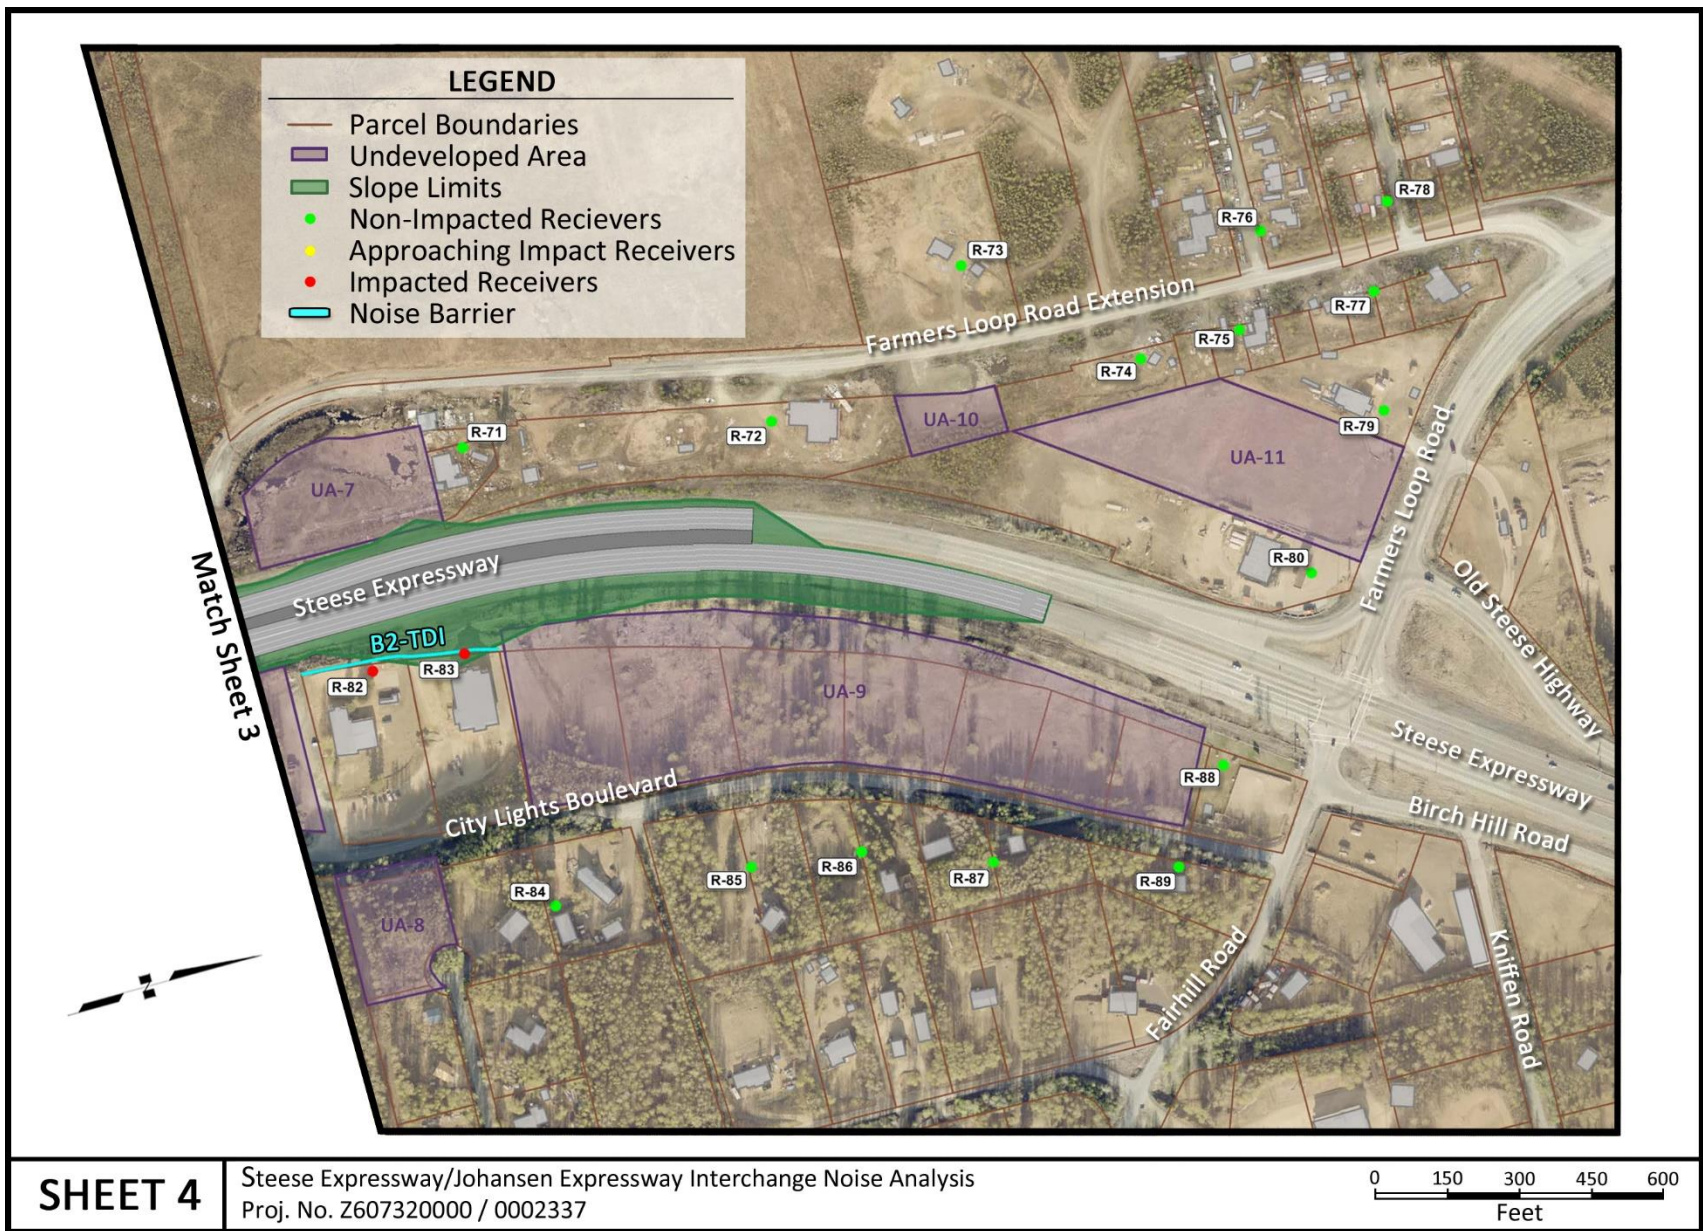 LEGEND
Parcel Boundaries
Undeveloped Area
Slope Limits
Non-Impacted Recievers
Approaching Impact Receivers
Impacted Receivers
Noise Barrier
R-78
R-76
R-73
Farmers Loop Road Extension
R-77
R-75
R-74
R-71
R-72
UA-10
R-79
UA-7
UA-11
Farmers Loop Road
R-80
Old Steese Highway
Match Sheet 3
Steese Expressway
B2-TDI
R-83
R-82
UA-9
Steese Expressway
R-88
City Lights Boulevard
Birch Hill Road
R-84
R-85
R-86
R-87
R-89
UA-8
Fairhill Road
Kniffen Road
N
SHEET 4
Steese Expressway/Johansen Expressway Interchange Noise Analysis
Proj. No. Z607320000 / 0002337
0 150 300 450 600
Feet